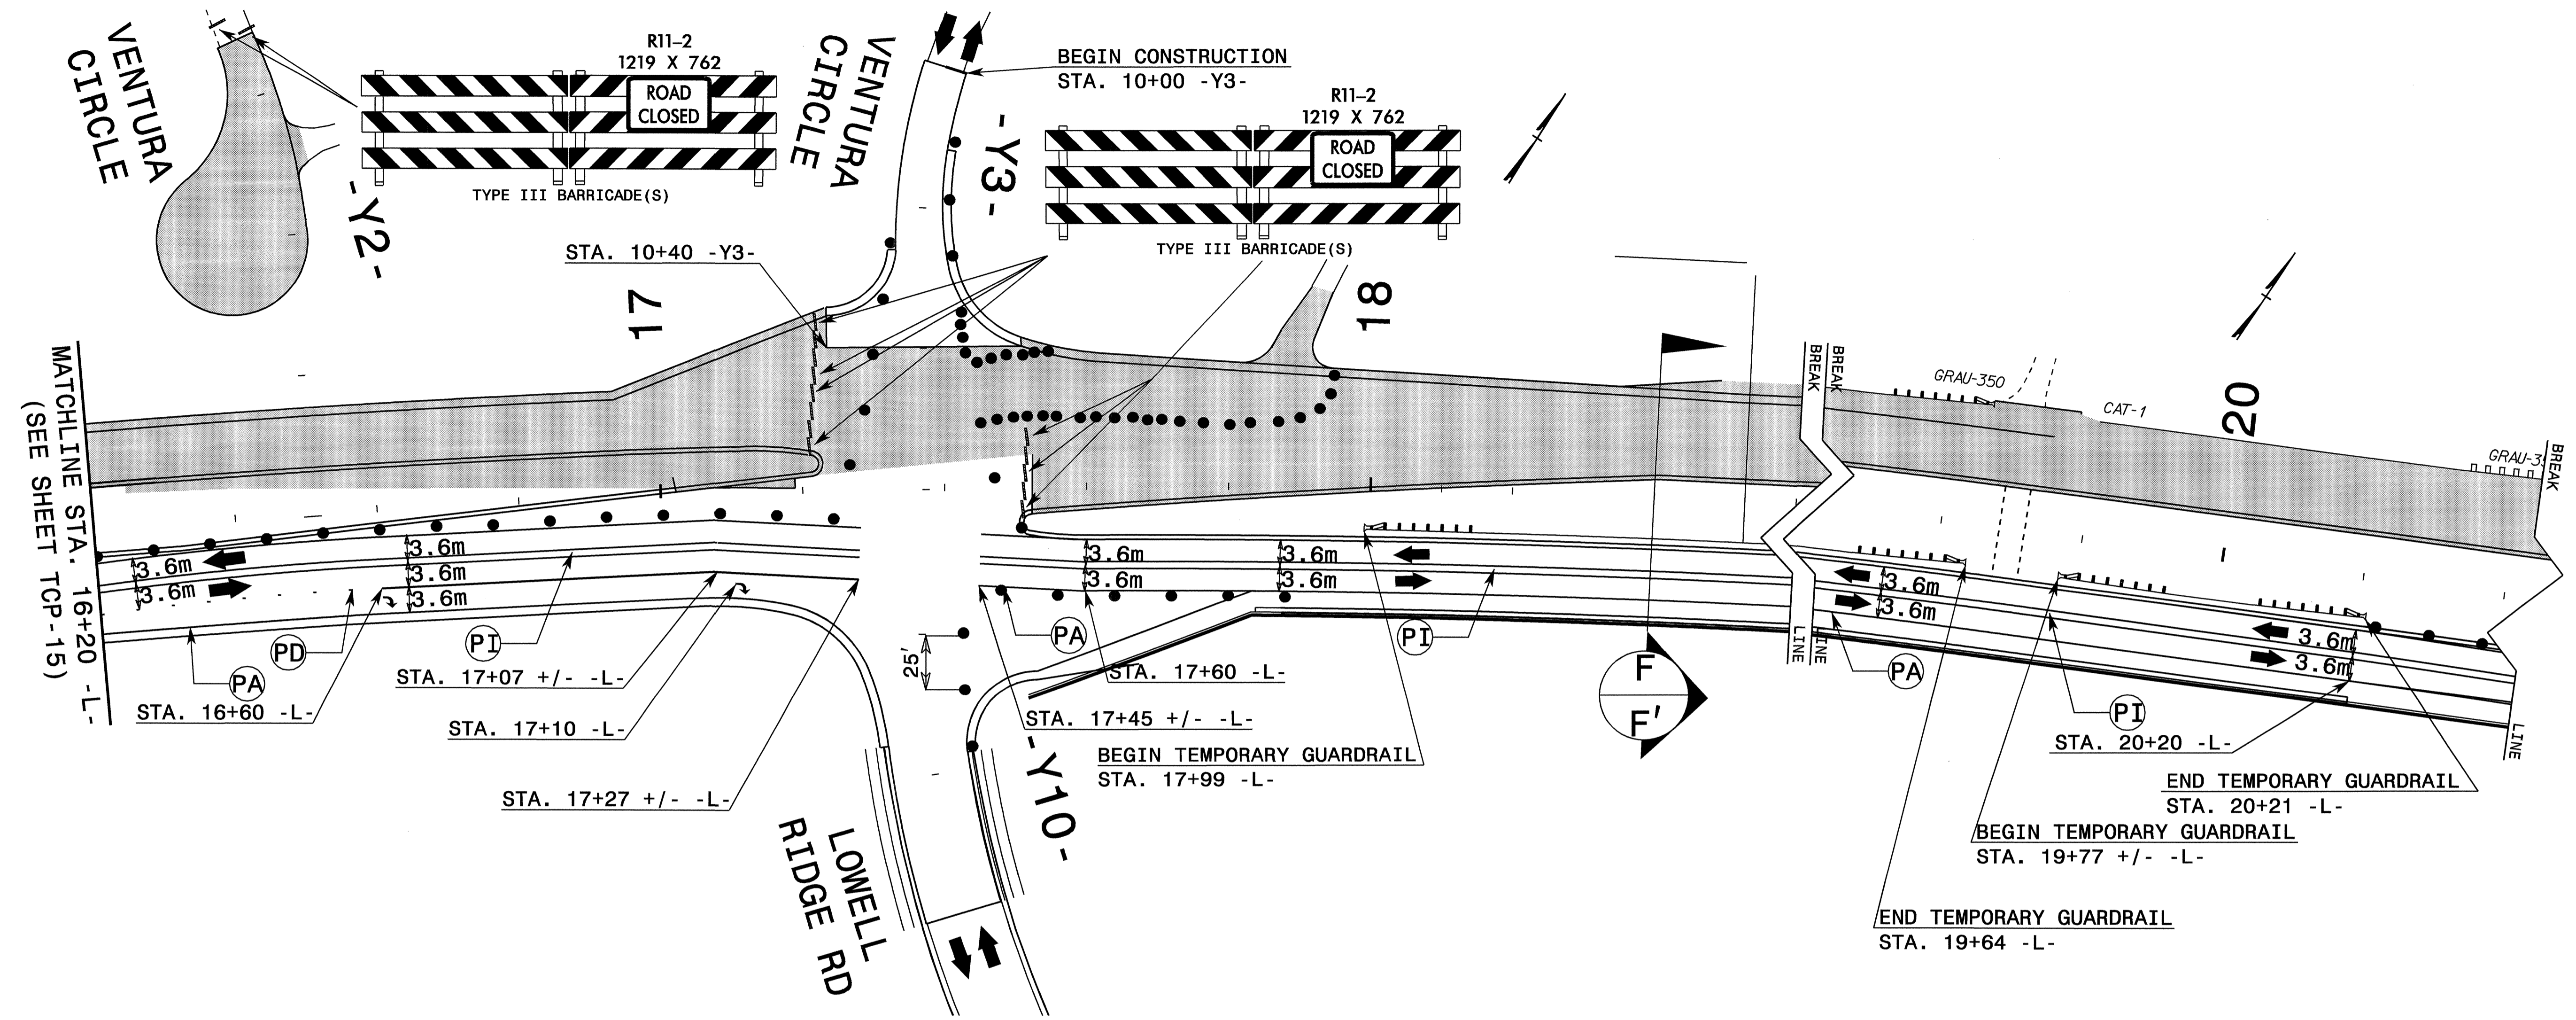 VENTURA
CIRCLE
R11-2
1219 X 762
ROAD
CLOSED
TYPE III BARRICADE(S)
-Y2-
VENTURA
CIRCLE
BEGIN CONSTRUCTION
STA. 10+00 -Y3-
-Y3-
R11-2
1219 X 762
ROAD
CLOSED
TYPE III BARRICADE(S)
STA. 10+40 -Y3-
17
18
20
GRAU-350
CAT-1
BREAK
BREAK
BREAK
LINE
LINE
LINE
MATCHLINE STA. 16+20 -L-
(SEE SHEET TCP-15)
3.6m
3.6m
3.6m
3.6m
3.6m
3.6m
3.6m
3.6m
3.6m
3.6m
3.6m
3.6m
3.6m
PA
PD
PI
PA
PI
PA
PI
STA. 16+60 -L-
STA. 17+07 +/- -L-
STA. 17+10 -L-
STA. 17+27 +/- -L-
25'
STA. 17+60 -L-
STA. 17+45 +/- -L-
-Y10-
BEGIN TEMPORARY GUARDRAIL
STA. 17+99 -L-
F
F'
LOWELL
RIDGE RD
STA. 20+20 -L-
END TEMPORARY GUARDRAIL
STA. 20+21 -L-
BEGIN TEMPORARY GUARDRAIL
STA. 19+77 +/- -L-
END TEMPORARY GUARDRAIL
STA. 19+64 -L-